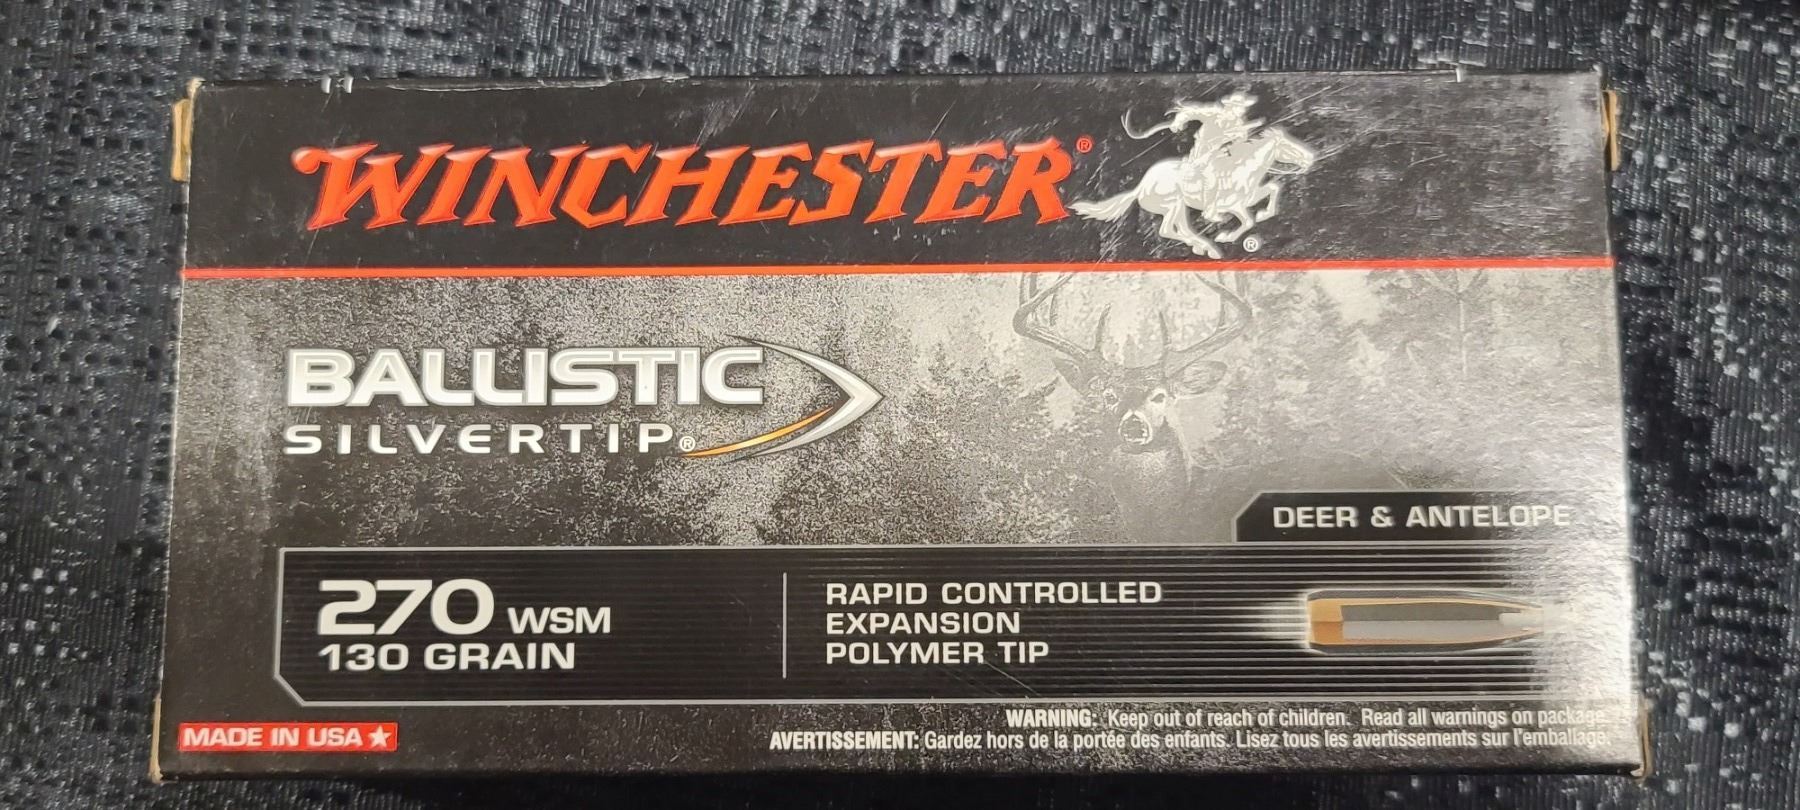 WINCHESTER®
®
BALLISTIC
SILVERTIP®
DEER & ANTELOPE
270 WSM
130 GRAIN
RAPID CONTROLLED
EXPANSION
POLYMER TIP
MADE IN USA
WARNING: Keep out of reach of children. Read all warnings on package.
AVERTISSEMENT: Gardez hors de la portée des enfants. Lisez tous les avertissements sur l'emballage.